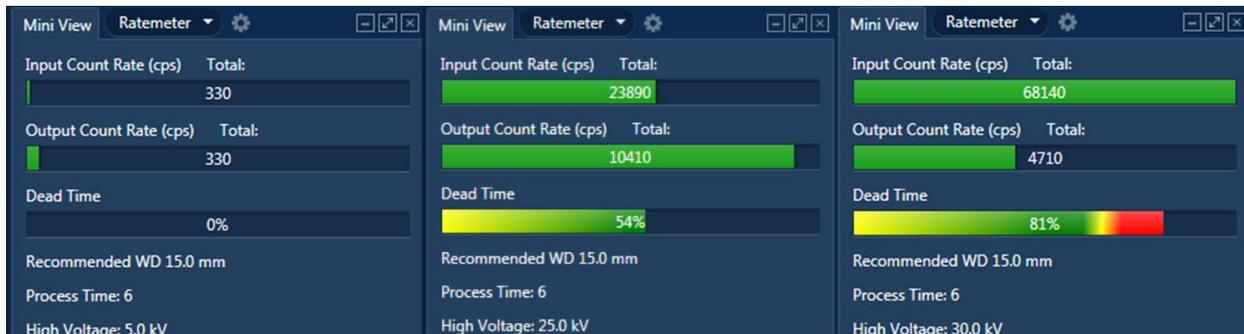 Mini View Ratemeter
Input Count Rate (cps) Total:
330
Output Count Rate (cps) Total:
330
Dead Time
0%
Recommended WD 15.0 mm
Process Time: 6
High Voltage: 5.0 kV
Mini View Ratemeter
Input Count Rate (cps) Total:
23890
Output Count Rate (cps) Total:
10410
Dead Time
54%
Recommended WD 15.0 mm
Process Time: 6
High Voltage: 25.0 kV
Mini View Ratemeter
Input Count Rate (cps) Total:
68140
Output Count Rate (cps) Total:
4710
Dead Time
81%
Recommended WD 15.0 mm
Process Time: 6
High Voltage: 30.0 kV